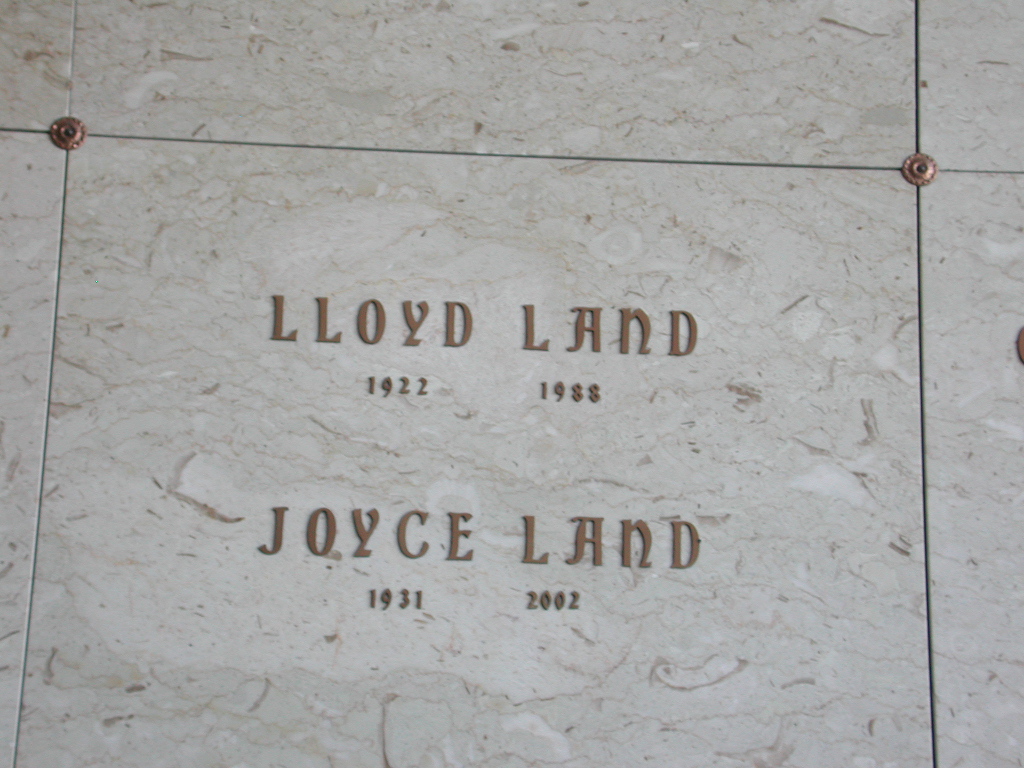 LLOYD LAND
1922 1988
JOYCE LAND
1931 2002